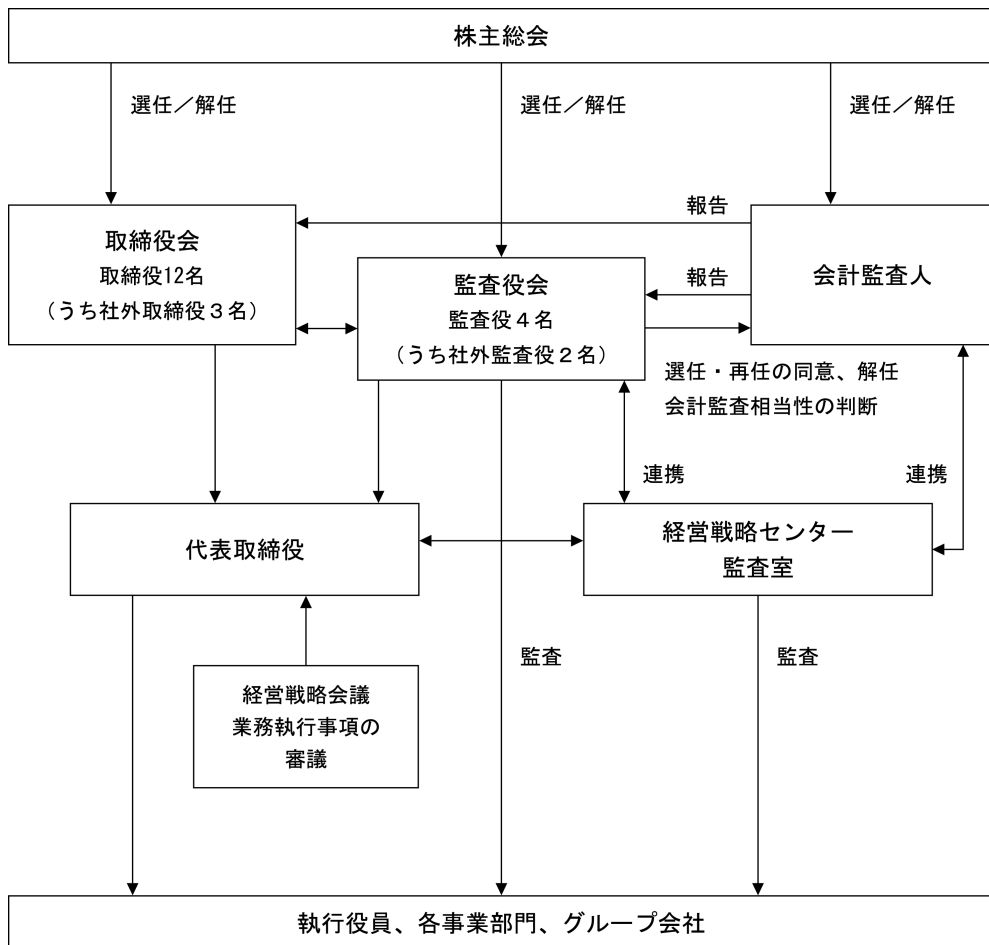 株主総会
選任／解任
選任／解任
選任／解任
取締役会
取締役12名
（うち社外取締役３名）
報告
会計監査人
監査役会
監査役４名
（うち社外監査役２名）
報告
選任・再任の同意、解任
会計監査相当性の判断
連携
連携
代表取締役
経営戦略センター
監査室
経営戦略会議
業務執行事項の
審議
監査
監査
執行役員、各事業部門、グループ会社